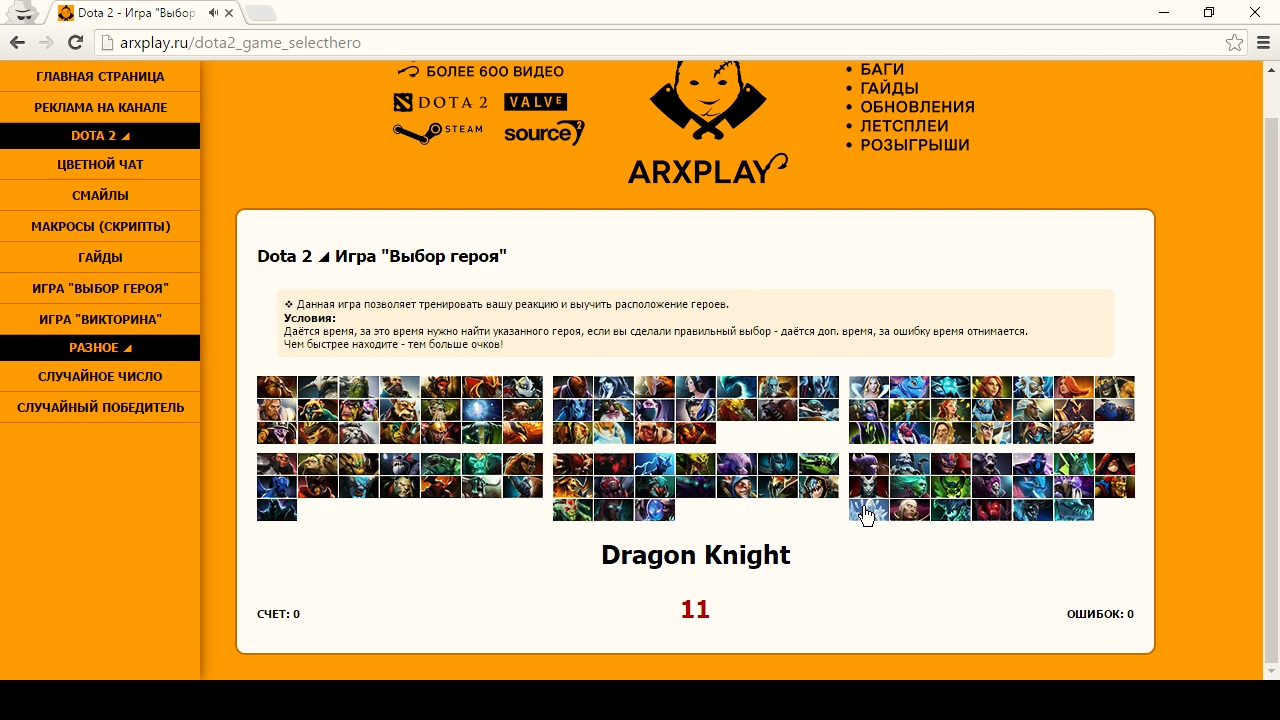 Dota 2 - Игра "Выбор
arxplay.ru/dota2_game_selecthero
ГЛАВНАЯ СТРАНИЦА
РЕКЛАМА НА КАНАЛЕ
DOTA 2
ЦВЕТНОЙ ЧАТ
СМАЙЛЫ
МАКРОСЫ (СКРИПТЫ)
ГАЙДЫ
ИГРА "ВЫБОР ГЕРОЯ"
ИГРА "ВИКТОРИНА"
РАЗНОЕ
СЛУЧАЙНОЕ ЧИСЛО
СЛУЧАЙНЫЙ ПОБЕДИТЕЛЬ
БОЛЕЕ 600 ВИДЕО
DOTA 2 VALVE
STEAM source 2
ARXPLAY
• БАГИ
• ГАЙДЫ
• ОБНОВЛЕНИЯ
• ЛЕТСПЛЕИ
• РОЗЫГРЫШИ
Dota 2 ◢ Игра "Выбор героя"
❖ Данная игра позволяет тренировать вашу реакцию и выучить расположение героев.
Условия:
Даётся время, за это время нужно найти указанного героя, если вы сделали правильный выбор - даётся доп. время, за ошибку время отнимается.
Чем быстрее находите - тем больше очков!
Dragon Knight
СЧЕТ: 0
11
ОШИБОК: 0